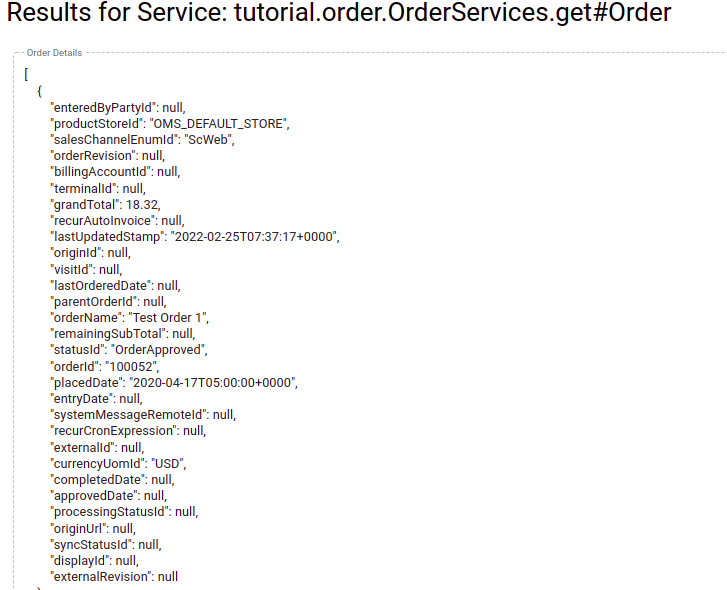 Results for Service: tutorial.order.OrderServices.get#Order
Order Details
[
{
"enteredByPartyId": null,
"productStoreId": "OMS_DEFAULT_STORE",
"salesChannelEnumId": "ScWeb",
"orderRevision": null,
"billingAccountId": null,
"terminalId": null,
"grandTotal": 18.32,
"recurAutoInvoice": null,
"lastUpdatedStamp": "2022-02-25T07:37:17+0000",
"originId": null,
"visitId": null,
"lastOrderedDate": null,
"parentOrderId": null,
"orderName": "Test Order 1",
"remainingSubTotal": null,
"statusId": "OrderApproved",
"orderId": "100052",
"placedDate": "2020-04-17T05:00:00+0000",
"entryDate": null,
"systemMessageRemoteId": null,
"recurCronExpression": null,
"externalId": null,
"currencyUomId": "USD",
"completedDate": null,
"approvedDate": null,
"processingStatusId": null,
"originUrl": null,
"syncStatusId": null,
"displayId": null,
"externalRevision": null